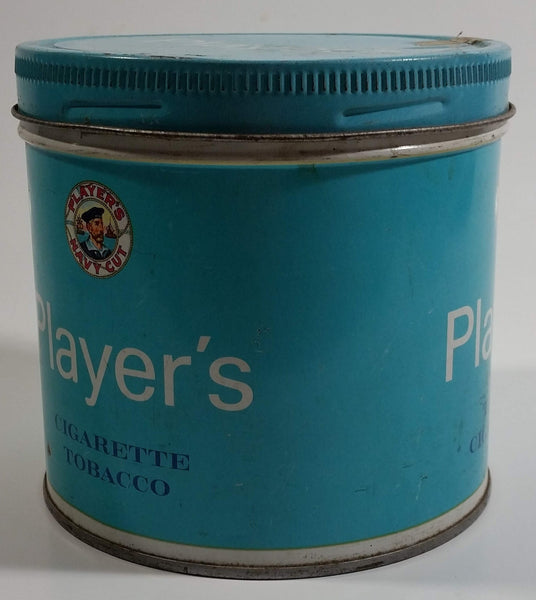 PLAYER'S
NAVY CUT
Player's
CIGARETTE
TOBACCO
Pla